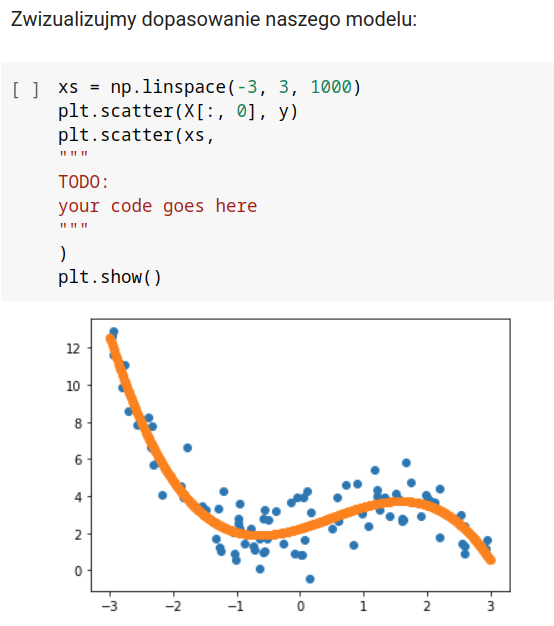 Zwizualizujmy dopasowanie naszego modelu:
[ ] xs = np.linspace(-3, 3, 1000)
plt.scatter(X[:, 0], y)
plt.scatter(xs,
"""
TODO:
your code goes here
"""
)
plt.show()
12
10
8
6
4
2
0
−3 −2 −1 0 1 2 3